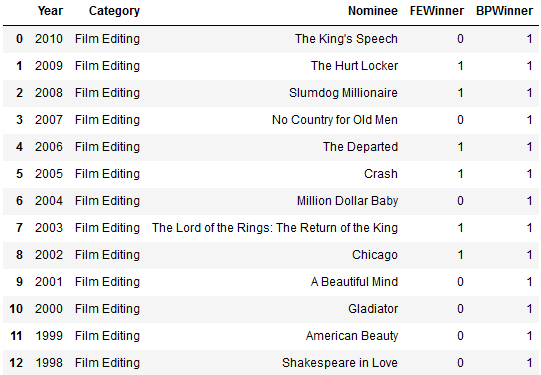 Year Category Nominee FEWinner BPWinner
0 2010 Film Editing The King's Speech 0 1
1 2009 Film Editing The Hurt Locker 1 1
2 2008 Film Editing Slumdog Millionaire 1 1
3 2007 Film Editing No Country for Old Men 0 1
4 2006 Film Editing The Departed 1 1
5 2005 Film Editing Crash 1 1
6 2004 Film Editing Million Dollar Baby 0 1
7 2003 Film Editing The Lord of the Rings: The Return of the King 1 1
8 2002 Film Editing Chicago 1 1
9 2001 Film Editing A Beautiful Mind 0 1
10 2000 Film Editing Gladiator 0 1
11 1999 Film Editing American Beauty 0 1
12 1998 Film Editing Shakespeare in Love 0 1